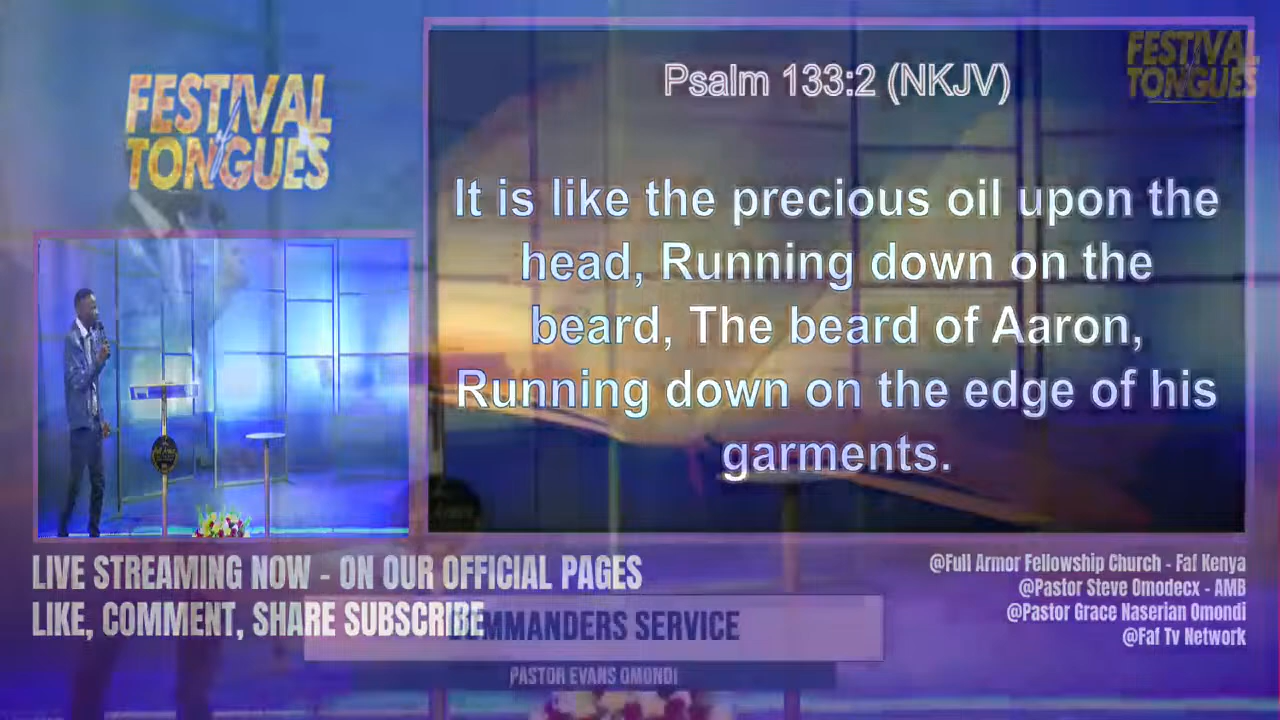 FESTIVAL
of
TONGUES
Psalm 133:2 (NKJV)
FESTIVAL
TONGUES
It is like the precious oil upon the
head, Running down on the
beard, The beard of Aaron,
Running down on the edge of his
garments.
LIVE STREAMING NOW - ON OUR OFFICIAL PAGES
LIKE, COMMENT, SHARE SUBSCRIBE
@Full Armor Fellowship Church - Faf Kenya
@Pastor Steve Omodecx - AMB
@Pastor Grace Naserian Omondi
@Faf Tv Network
SERVICE
PASTOR EVANS OMONDI